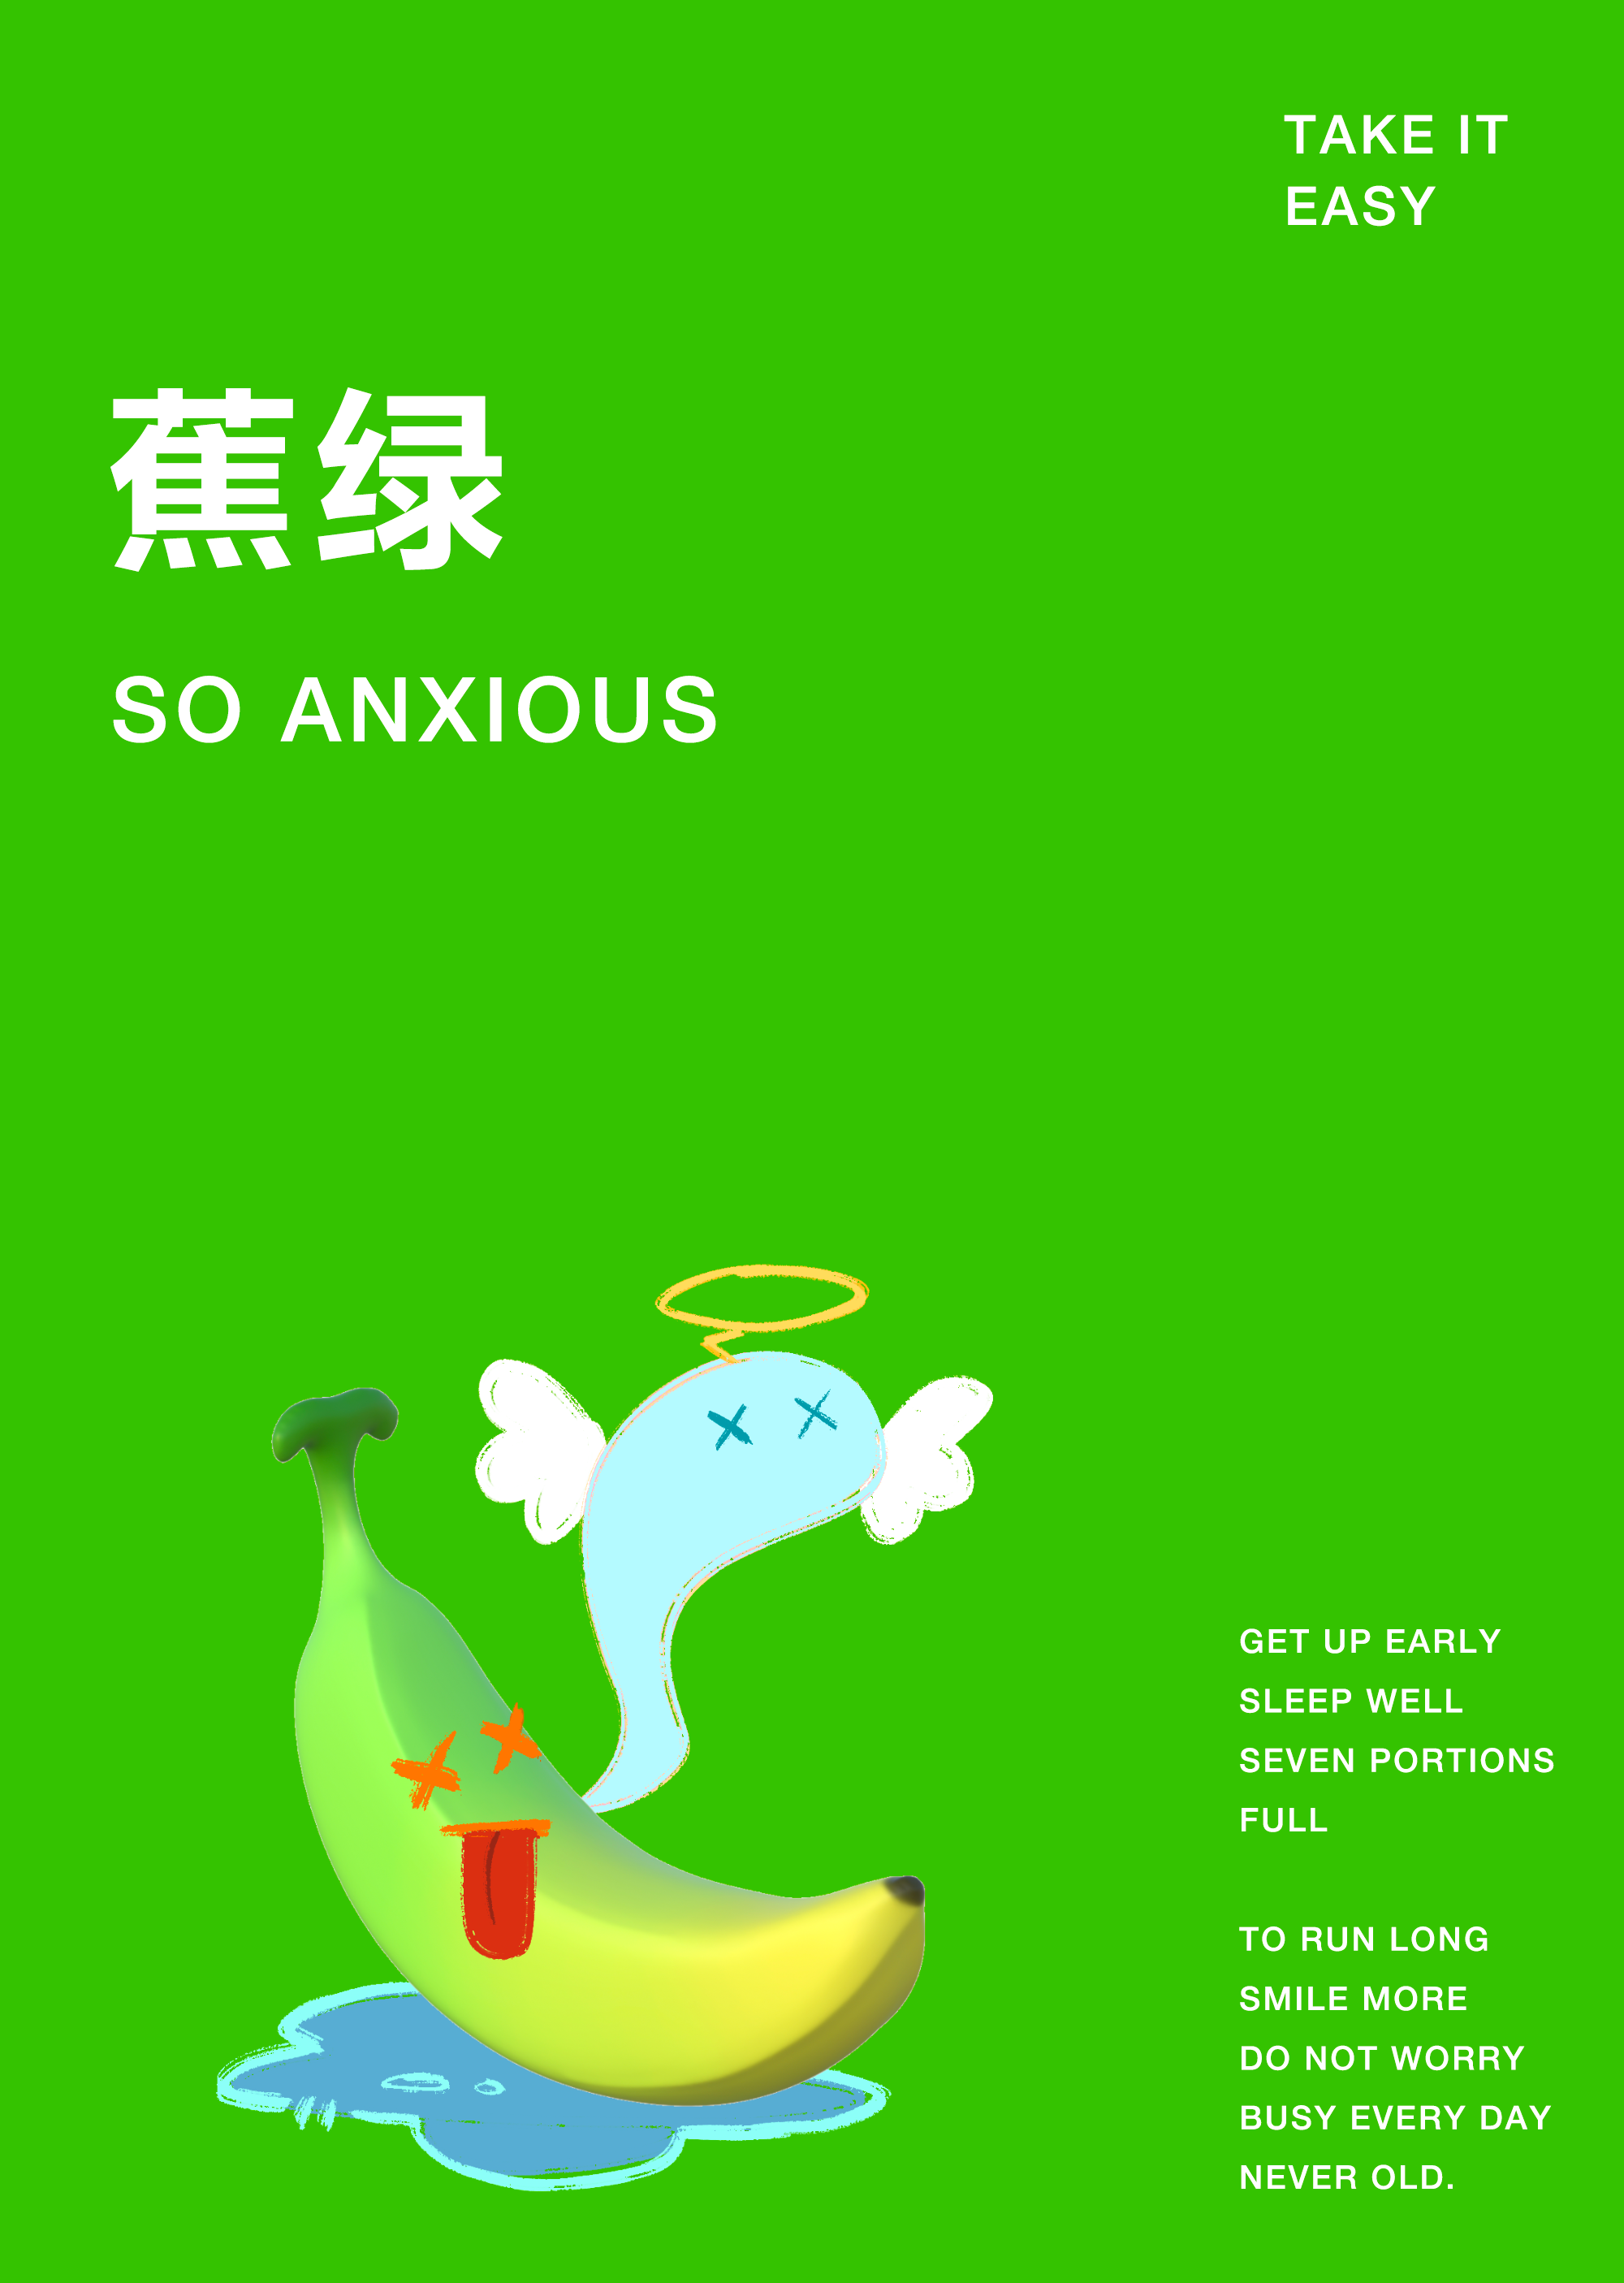 TAKE IT
EASY
蕉绿
SO ANXIOUS
GET UP EARLY
SLEEP WELL
SEVEN PORTIONS
FULL
TO RUN LONG
SMILE MORE
DO NOT WORRY
BUSY EVERY DAY
NEVER OLD.